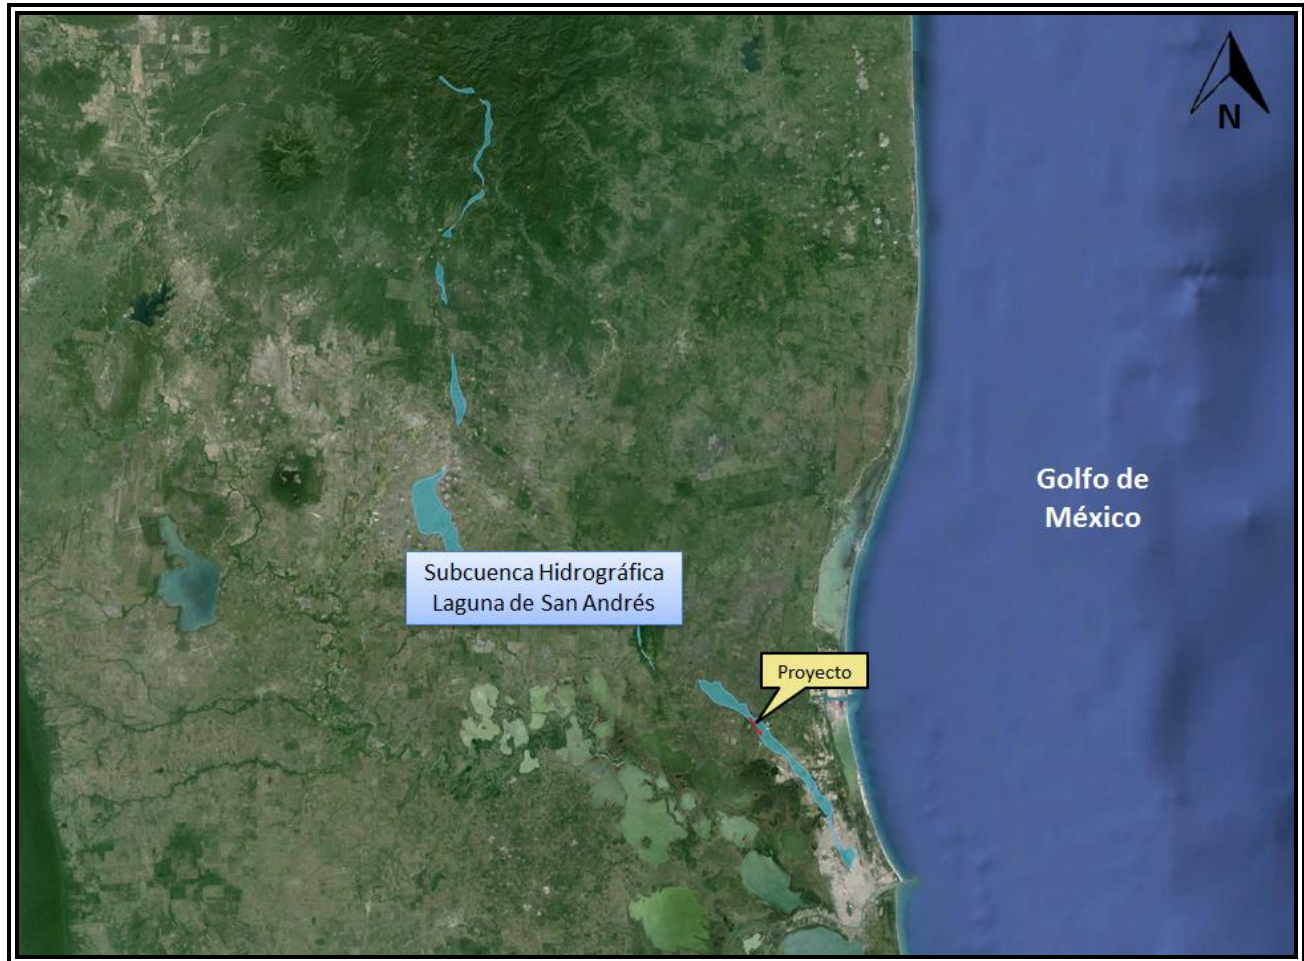 N
Golfo de
México
Subcuenca Hidrográfica
Laguna de San Andrés
Proyecto